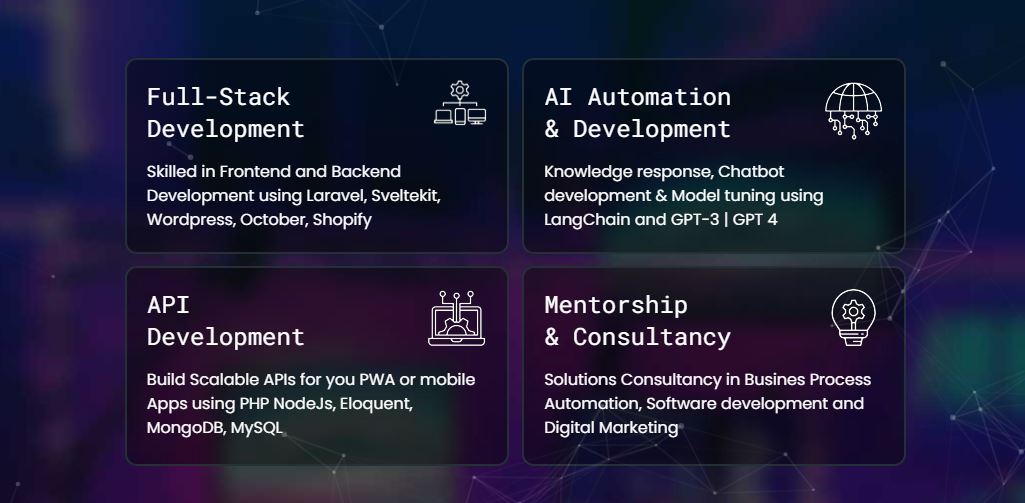 Full-Stack
Development
Skilled in Frontend and Backend
Development using Laravel, Sveltekit,
Wordpress, October, Shopify
AI Automation
& Development
Knowledge response, Chatbot
development & Model tuning using
LangChain and GPT-3 | GPT 4
API
Development
Build Scalable APIs for you PWA or mobile
Apps using PHP NodeJs, Eloquent,
MongoDB, MySQL
Mentorship
& Consultancy
Solutions Consultancy in Busines Process
Automation, Software development and
Digital Marketing